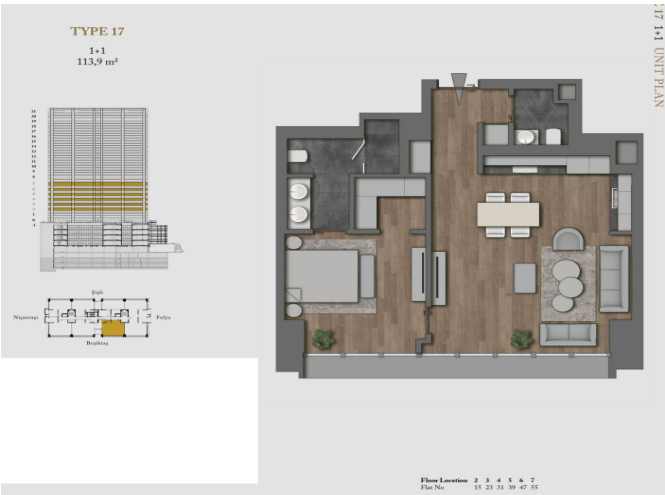 TYPE 17
1+1
113,9 m²
17 1+1 UNIT PLAN
Şişli
Nişantaşı
Fulya
Beşiktaş
Floor Location 2 3 4 5 6 7
Flat No 15 23 31 39 47 55